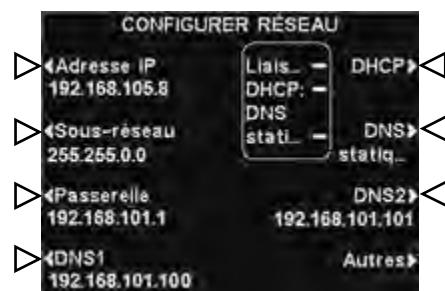 CONFIGURER RÉSEAU
Adresse IP
192.168.105.8
Liais… –
DHCP: –
DNS
stati… –
DHCP
Sous-réseau
255.255.0.0
DNS
statiq…
Passerelle
192.168.101.1
DNS2
192.168.101.101
DNS1
192.168.101.100
Autres